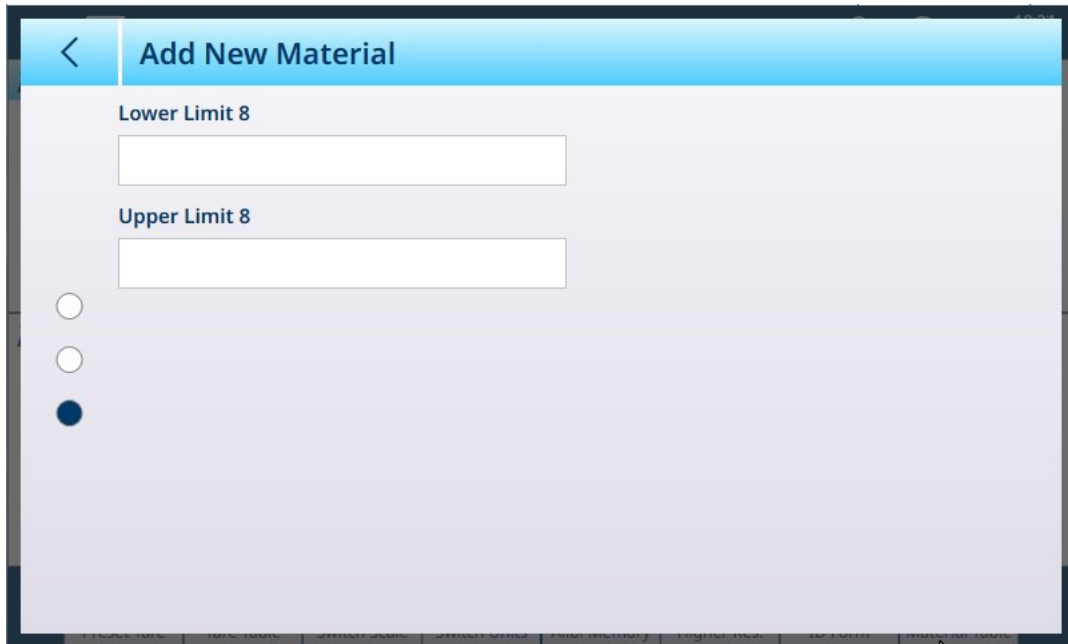 Add New Material
Lower Limit 8
Upper Limit 8
Preset Tare Tare Table Switch Scale Switch Units Alibi Memory Higher Res. ID Form Material Table